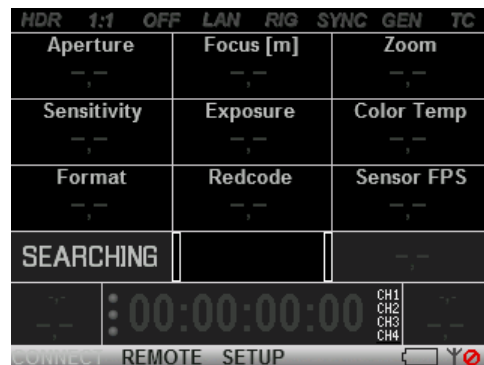 HDR 1:1 OFF LAN RIG SYNC GEN TC
Aperture Focus [m] Zoom
–,– –,– –,–
Sensitivity Exposure Color Temp
–,– –,– –,–
Format Redcode Sensor FPS
–,– –,– –,–
SEARCHING –,–
-,- 00:00:00:00 CH1 -,-
CH2
–,– CH3 –,–
CH4
CONNECT REMOTE SETUP